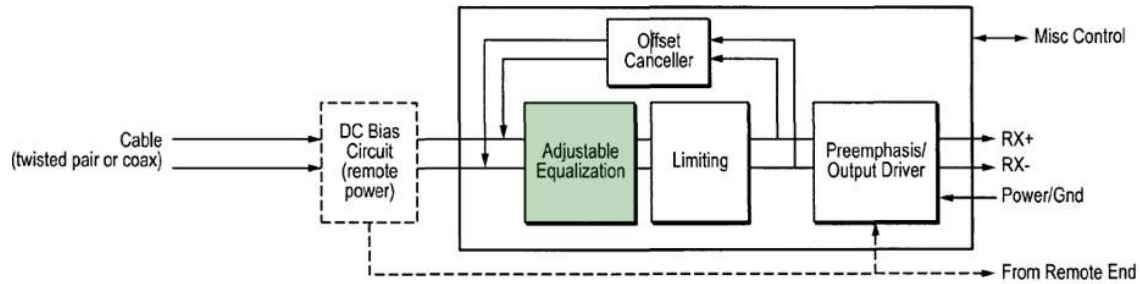 Offset
Canceller
Misc Control
Cable
(twisted pair or coax)
DC Bias
Circuit
(remote
power)
Adjustable
Equalization
Limiting
Preemphasis/
Output Driver
RX+
RX-
Power/Gnd
From Remote End